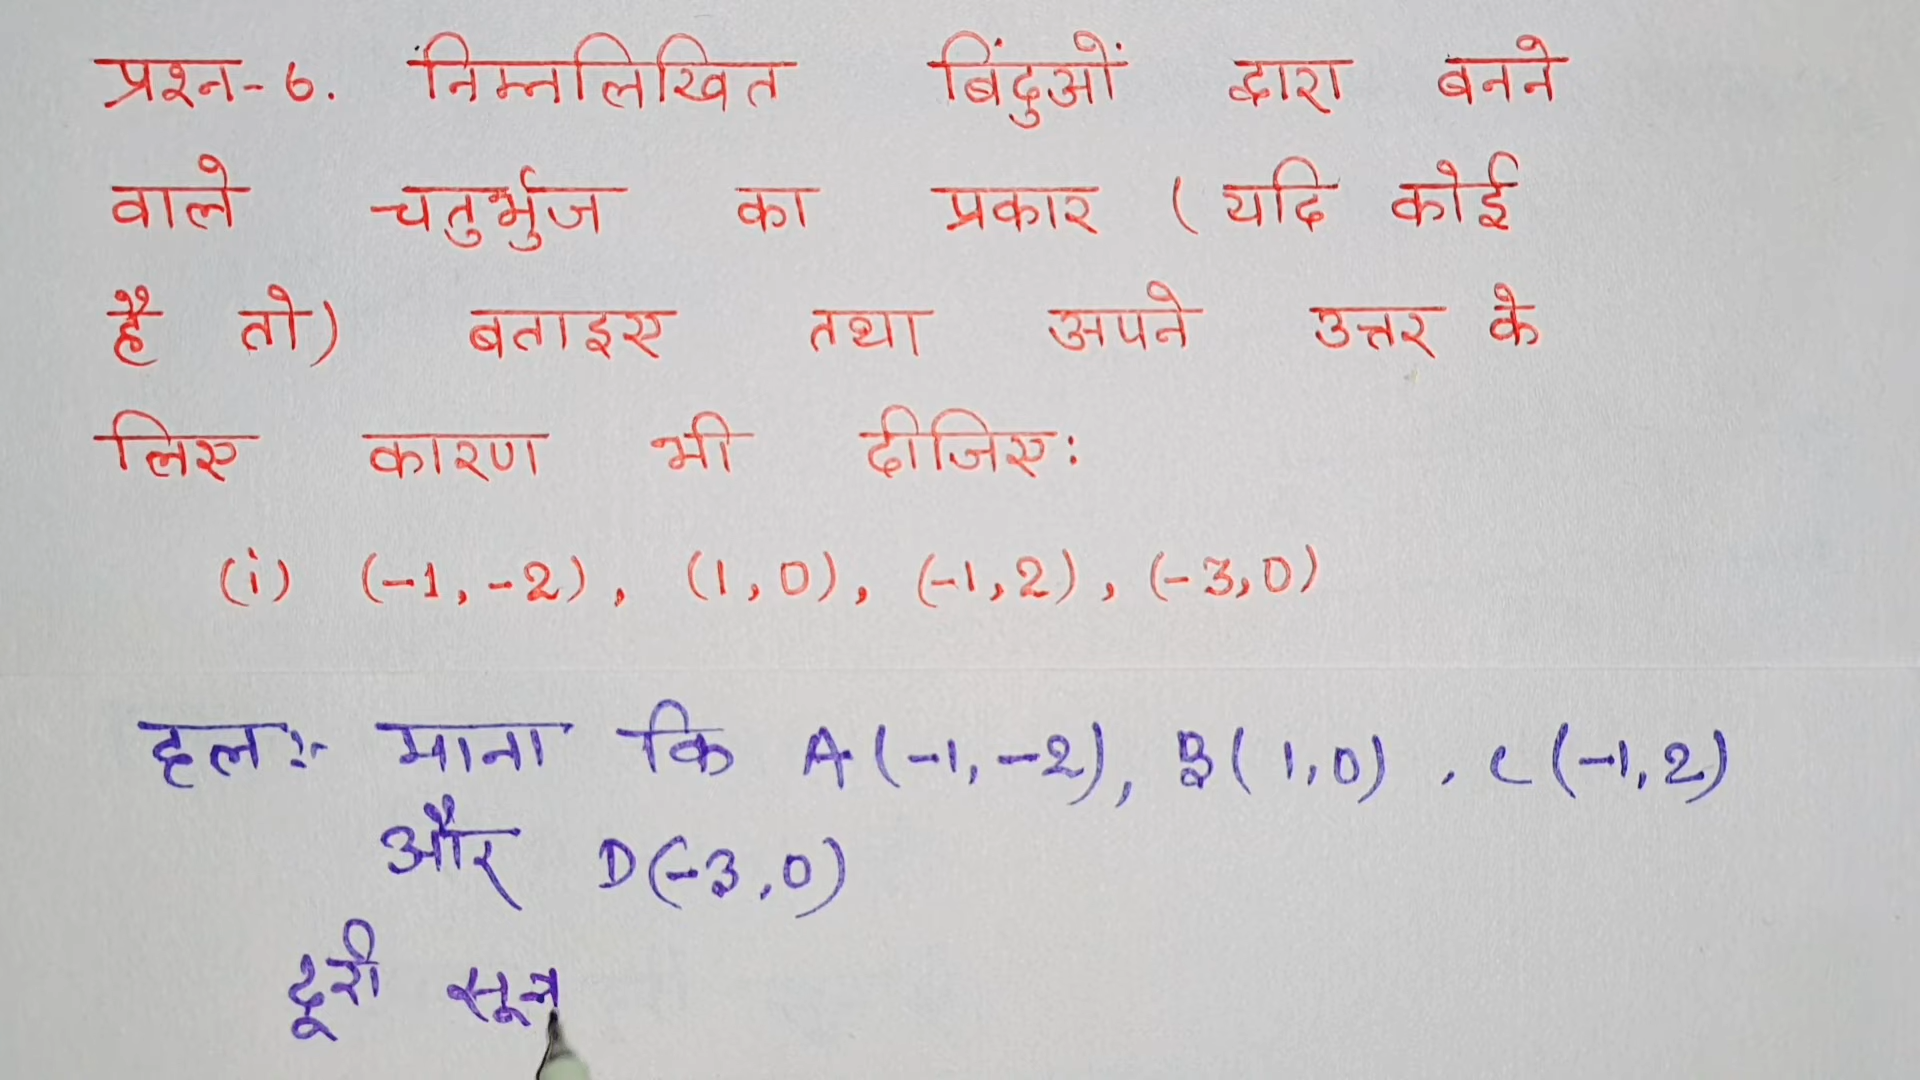 प्रश्न-6. निम्नलिखित बिंदुओं द्वारा बनने
वाले चतुर्भुज का प्रकार (यदि कोई
है तो) बताइए तथा अपने उत्तर के
लिए कारण भी दीजिए:
(i) (-1,-2), (1,0), (-1,2), (-3,0)
हल:- माना कि A(-1,-2), B(1,0), C(-1,2)
और D(-3,0)
दूरी सूत्र